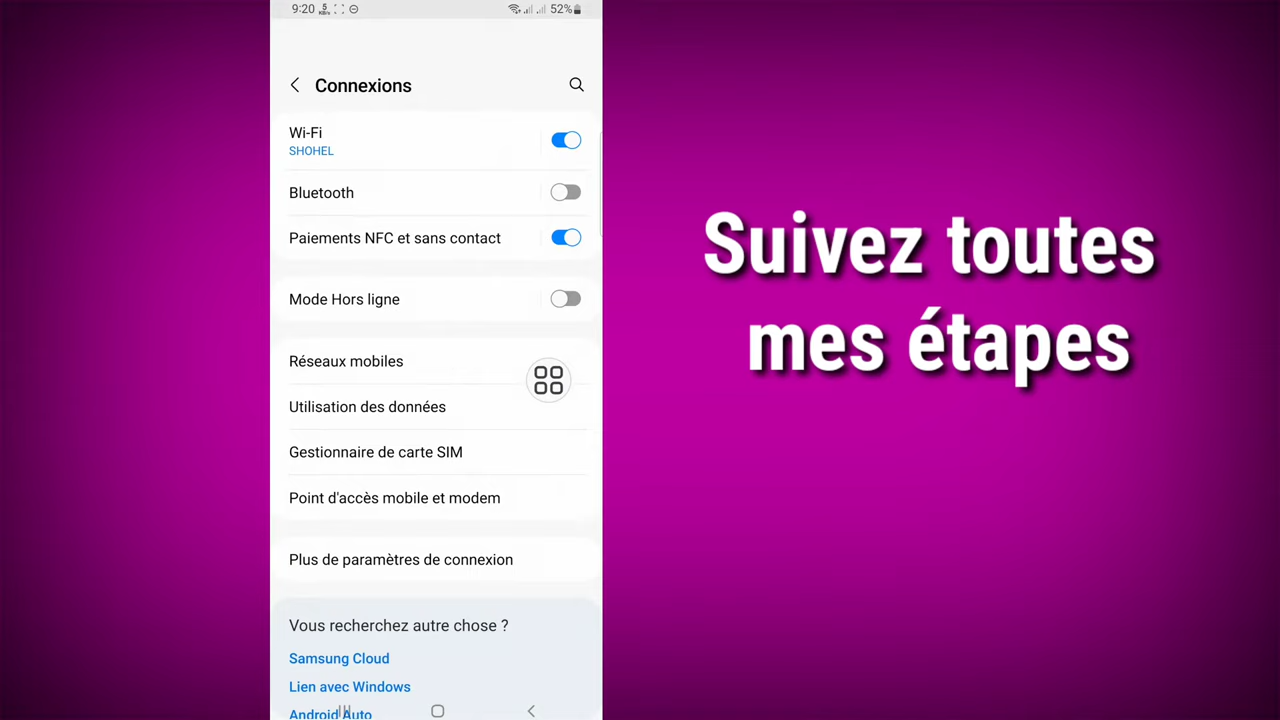 9:20 5 KB/s 52%
Connexions
Wi-Fi
SHOHEL
Bluetooth
Paiements NFC et sans contact
Mode Hors ligne
Réseaux mobiles
Utilisation des données
Gestionnaire de carte SIM
Point d'accès mobile et modem
Plus de paramètres de connexion
Vous recherchez autre chose ?
Samsung Cloud
Lien avec Windows
Android Auto
Suivez toutes
mes étapes